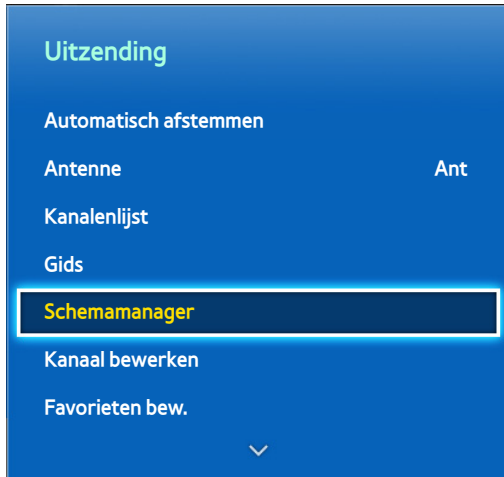 Uitzending
Automatisch afstemmen
Antenne Ant
Kanalenlijst
Gids
Schemamanager
Kanaal bewerken
Favorieten bew.